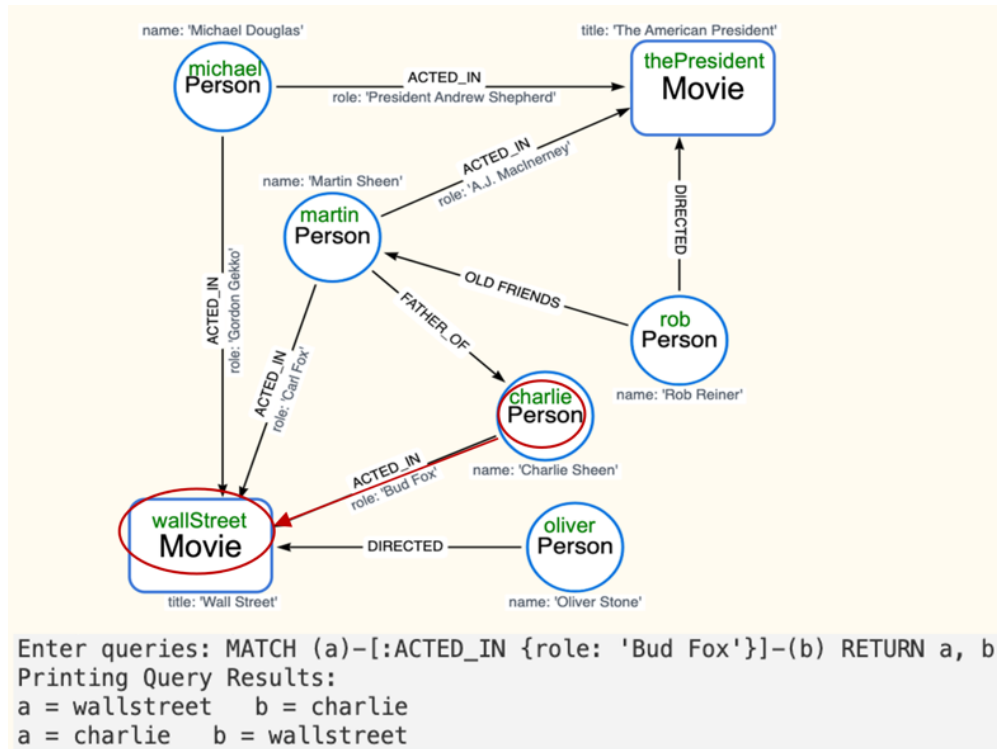 name: 'Michael Douglas'
michael
Person
title: 'The American President'
thePresident
Movie
ACTED_IN
role: 'President Andrew Shepherd'
ACTED_IN
role: 'A.J. MacInerney'
name: 'Martin Sheen'
martin
Person
DIRECTED
OLD FRIENDS
ACTED_IN
role: 'Gordon Gekko'
FATHER_OF
rob
Person
name: 'Rob Reiner'
ACTED_IN
role: 'Carl Fox'
charlie
Person
name: 'Charlie Sheen'
ACTED_IN
role: 'Bud Fox'
wallStreet
Movie
title: 'Wall Street'
DIRECTED
oliver
Person
name: 'Oliver Stone'
Enter queries: MATCH (a)-[:ACTED_IN {role: 'Bud Fox'}]-(b) RETURN a, b
Printing Query Results:
a = wallstreet   b = charlie
a = charlie   b = wallstreet